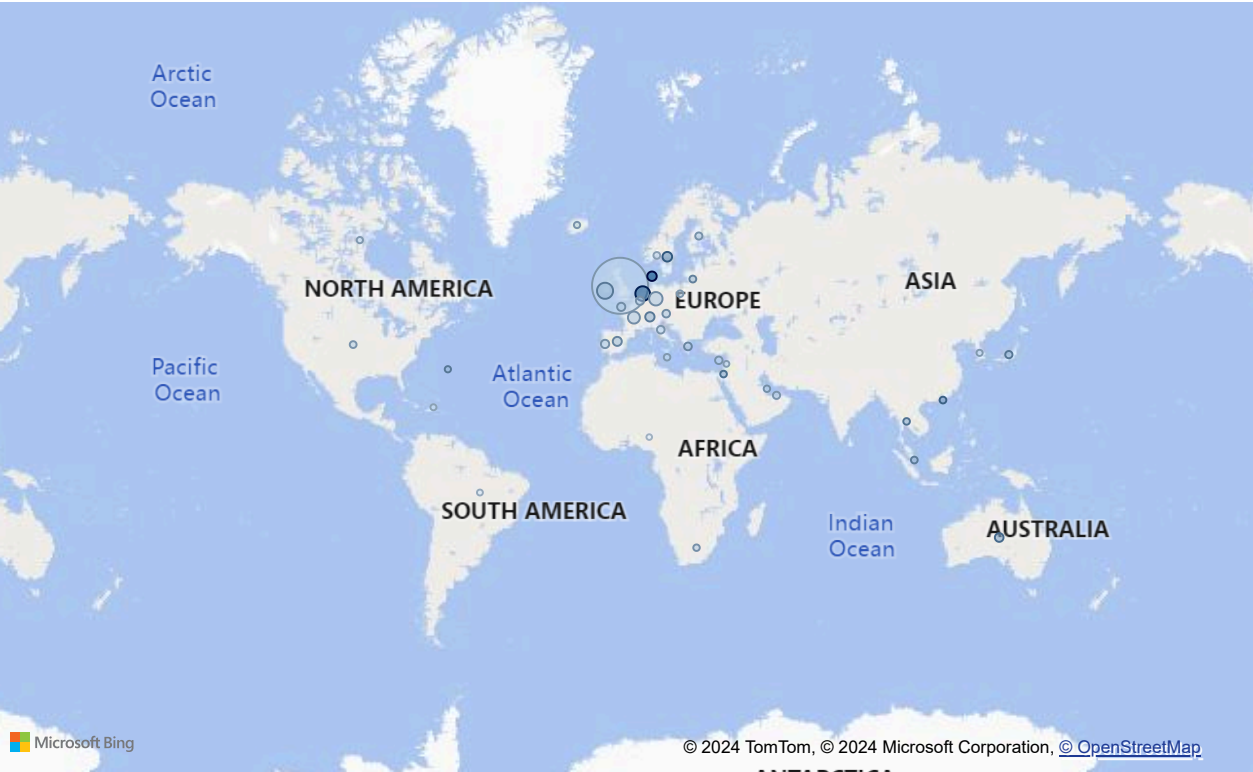 Arctic
Ocean
NORTH AMERICA
EUROPE
ASIA
Pacific
Ocean
Atlantic
Ocean
AFRICA
SOUTH AMERICA
Indian
Ocean
AUSTRALIA
Microsoft Bing
© 2024 TomTom, © 2024 Microsoft Corporation, © OpenStreetMap
ANTARCTICA